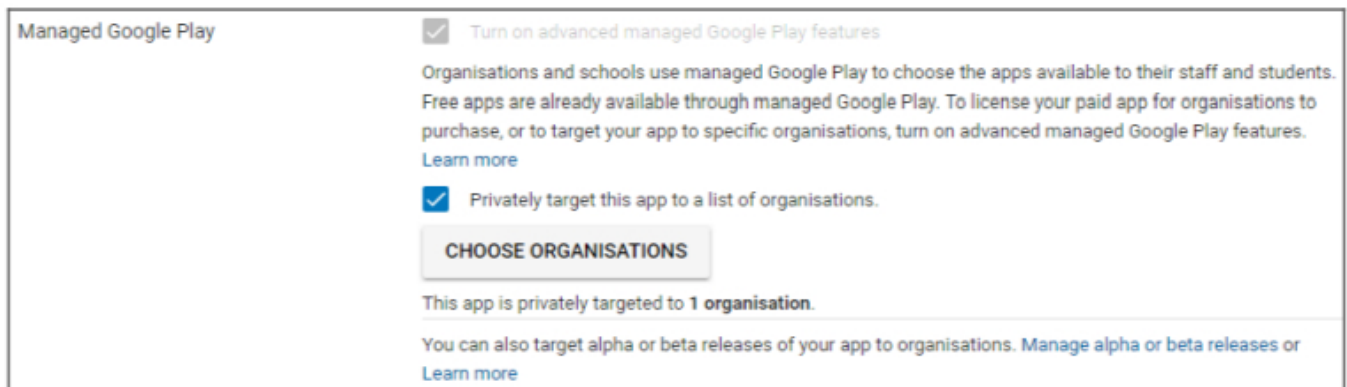 Managed Google Play
Turn on advanced managed Google Play features
Organisations and schools use managed Google Play to choose the apps available to their staff and students.
Free apps are already available through managed Google Play. To license your paid app for organisations to
purchase, or to target your app to specific organisations, turn on advanced managed Google Play features.
Learn more
Privately target this app to a list of organisations.
CHOOSE ORGANISATIONS
This app is privately targeted to 1 organisation.
You can also target alpha or beta releases of your app to organisations. Manage alpha or beta releases or
Learn more